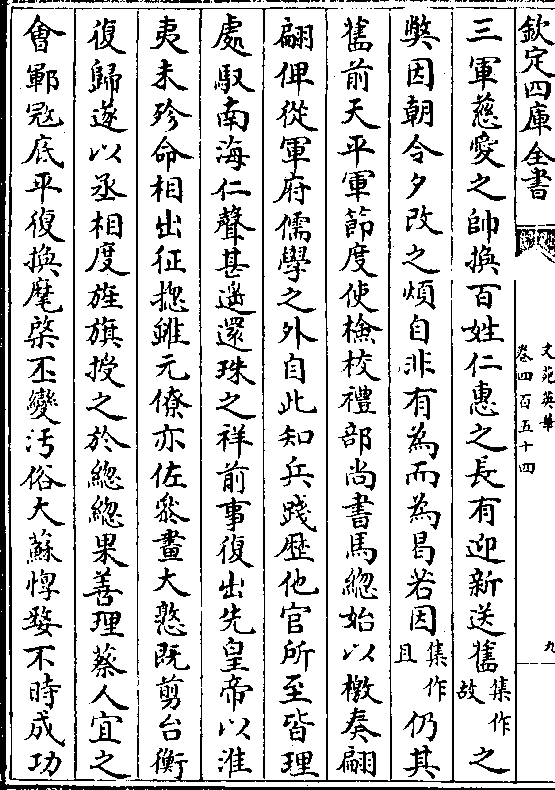 欽定四庫全書
文苑英華
卷四百五十四
九
三軍慈愛之帥換百姓仁惠之長有迎新送舊集作故之
獘因朝令夕改之煩自非有為而為曷若因集作且仍其
舊前天平軍節度使檢校禮部尚書馬總始以檄奏翩
翩俾從軍府儒學之外自此知兵踐歴他官所至皆理
處馭南海仁聲甚遙還珠之祥前事復出先皇帝以淮
夷未殄命相出征摠雖元僚亦佐叅畫大憝既剪台衡
復歸遂以丞相度旌旗授之於總總果善理蔡人宜之
會鄆冦底平復換麾棨丕變汚俗大蘇惸嫠不時成功